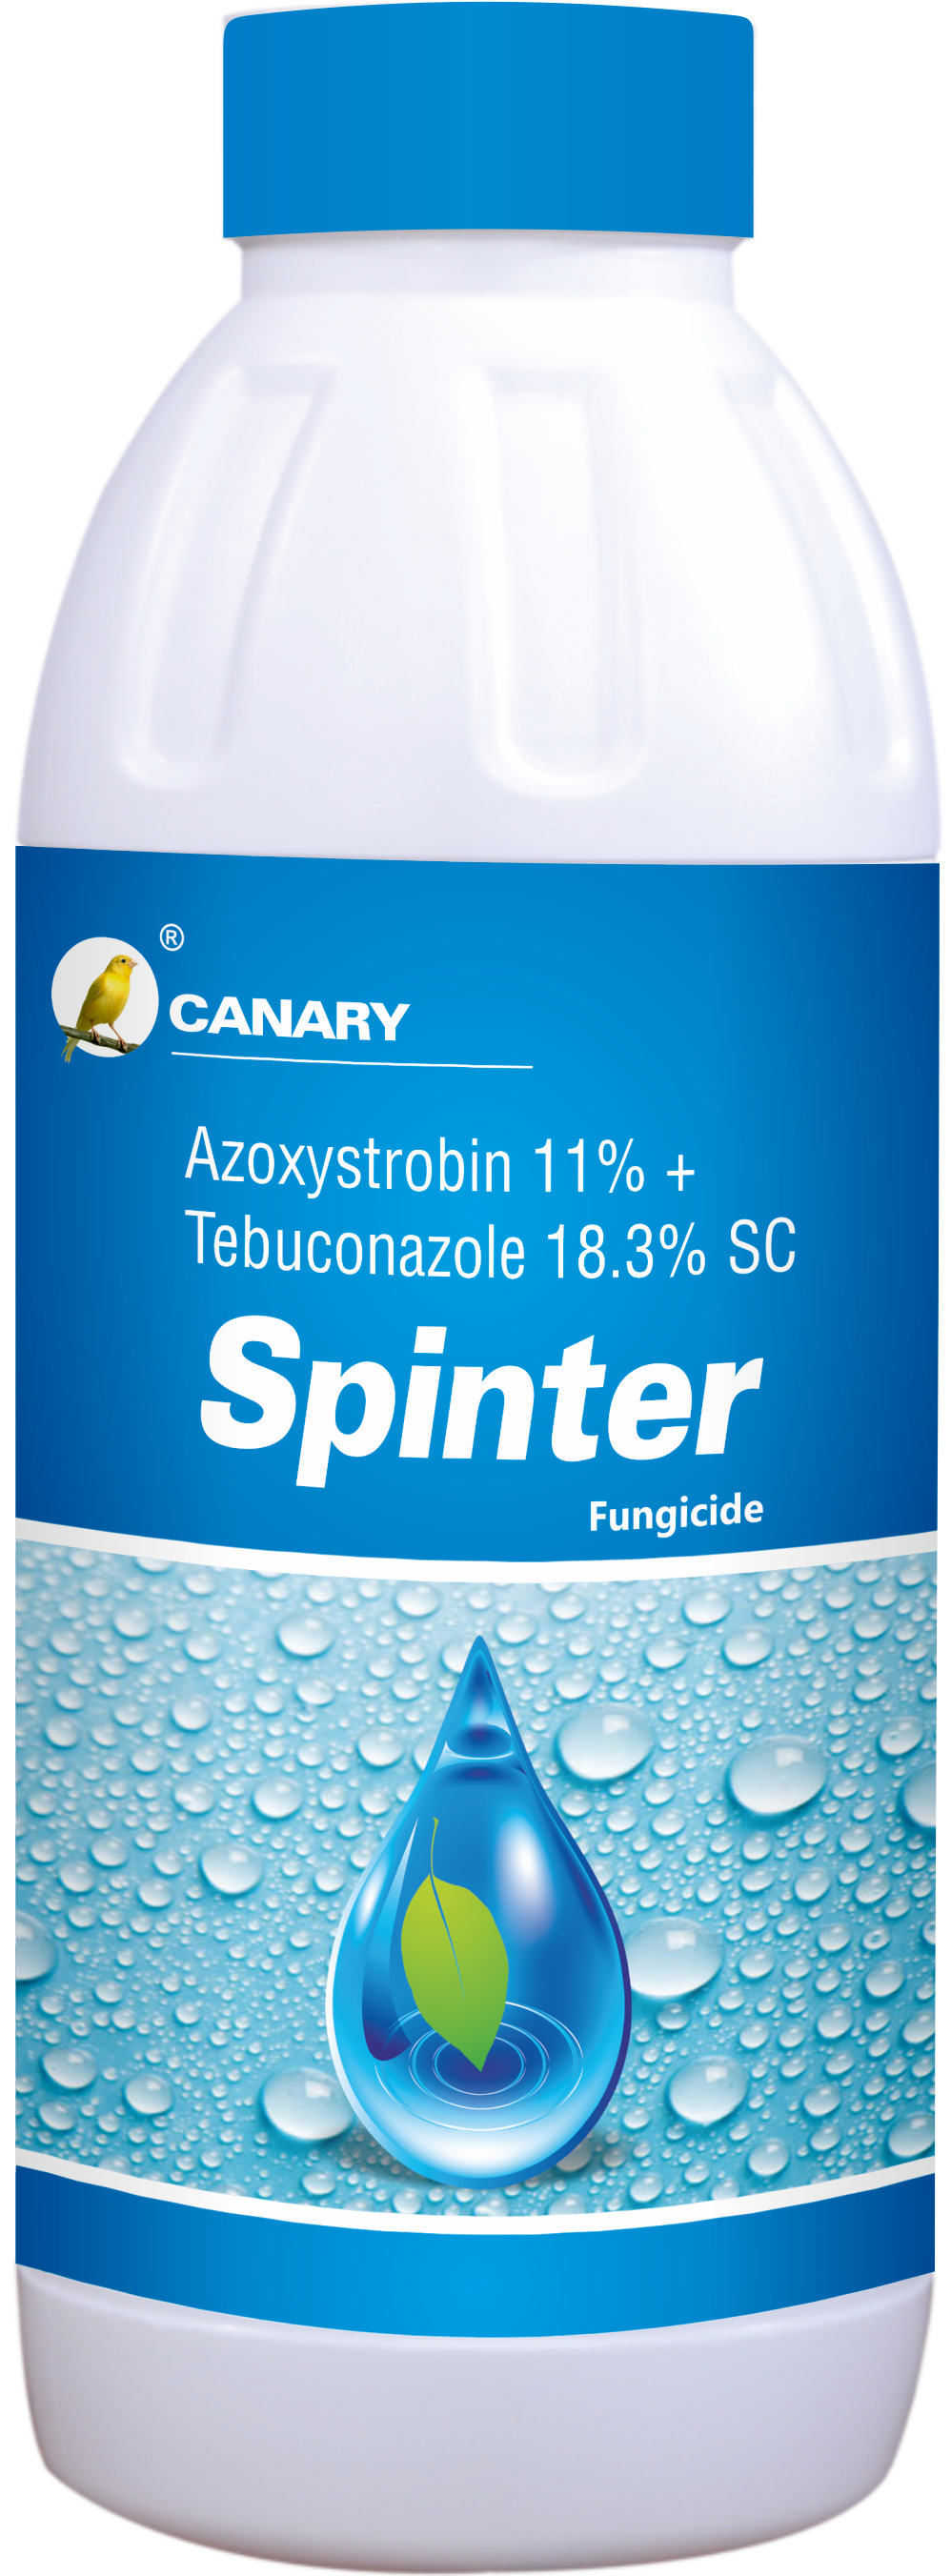 ®
CANARY
Azoxystrobin 11% +
Tebuconazole 18.3% SC
Spinter
Fungicide